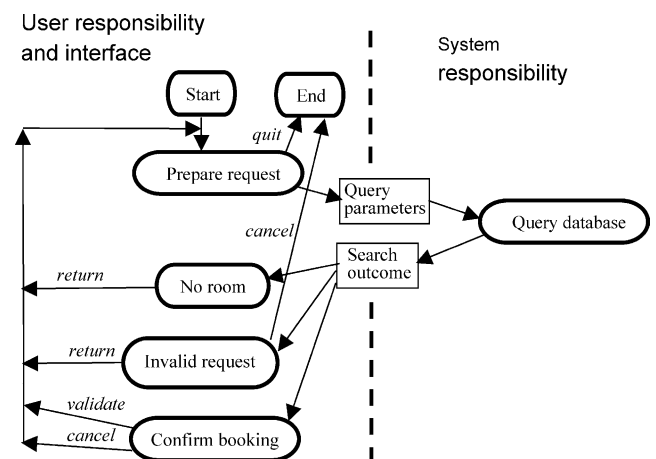 User responsibility
and interface
System
responsibility
Start
End
quit
Prepare request
Query
parameters
Query database
cancel
Search
outcome
return
No room
return
Invalid request
validate
cancel
Confirm booking